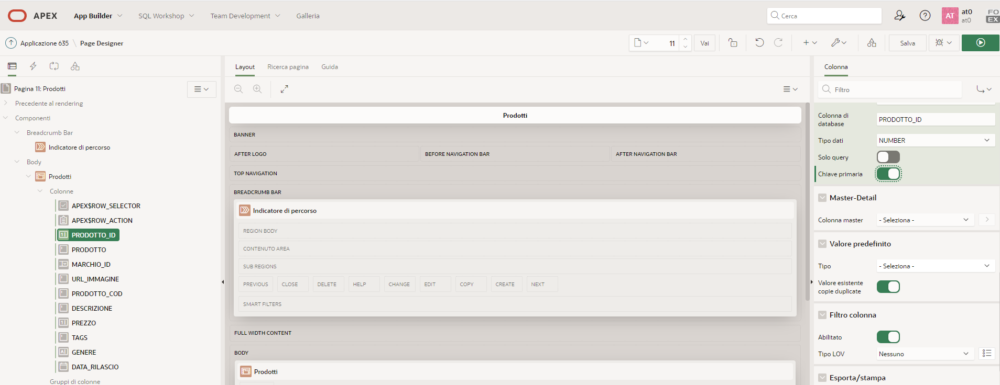 APEX App Builder SQL Workshop Team Development Galleria Cerca AT at0 at0 FO EX
Applicazione 635 \ Page Designer 11 Vai Salva
Layout Ricerca pagina Guida
Colonna
Pagina 11: Prodotti
Precedente al rendering
Componenti
Breadcrumb Bar
Indicatore di percorso
Body
Prodotti
Colonne
APEX$ROW_SELECTOR
APEX$ROW_ACTION
PRODOTTO_ID
PRODOTTO
MARCHIO_ID
URL_IMMAGINE
PRODOTTO_COD
DESCRIZIONE
PREZZO
TAGS
GENERE
DATA_RILASCIO
Gruppi di colonne
Prodotti
BANNER
AFTER LOGO BEFORE NAVIGATION BAR AFTER NAVIGATION BAR
TOP NAVIGATION
BREADCRUMB BAR
Indicatore di percorso
REGION BODY
CONTENUTO AREA
SUB REGIONS
PREVIOUS CLOSE DELETE HELP CHANGE EDIT COPY CREATE NEXT
SMART FILTERS
FULL WIDTH CONTENT
BODY
Prodotti
Filtro
Colonna di
database PRODOTTO_ID
Tipo dati NUMBER
Solo query
Chiave primaria
Master-Detail
Colonna master - Seleziona -
Valore predefinito
Tipo - Seleziona -
Valore esistente
copie duplicate
Filtro colonna
Abilitato
Tipo LOV Nessuno
Esporta/stampa